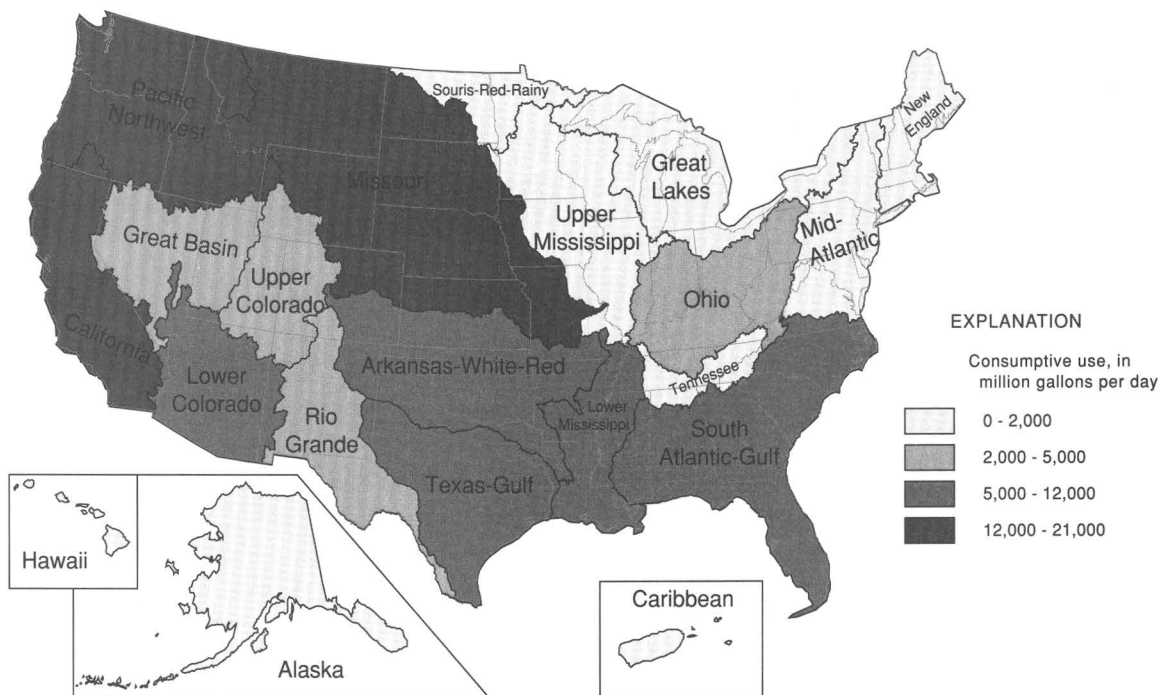 Pacific
Northwest
Souris-Red-Rainy
New
England
Missouri
Great
Lakes
Upper
Mississippi
Mid-
Atlantic
Great Basin
Upper
Colorado
Ohio
California
Lower
Colorado
Arkansas-White-Red
Tennessee
Rio
Grande
Lower
Mississippi
South
Atlantic-Gulf
Texas-Gulf
Hawaii
Alaska
Caribbean
EXPLANATION
Consumptive use, in
million gallons per day
0 - 2,000
2,000 - 5,000
5,000 - 12,000
12,000 - 21,000